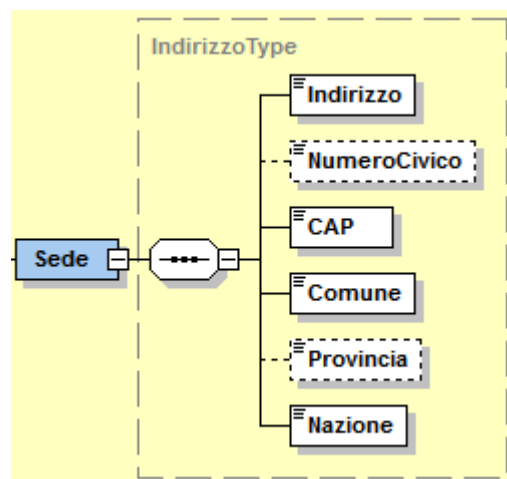 IndirizzoType
Indirizzo
NumeroCivico
CAP
Sede
Comune
Provincia
Nazione